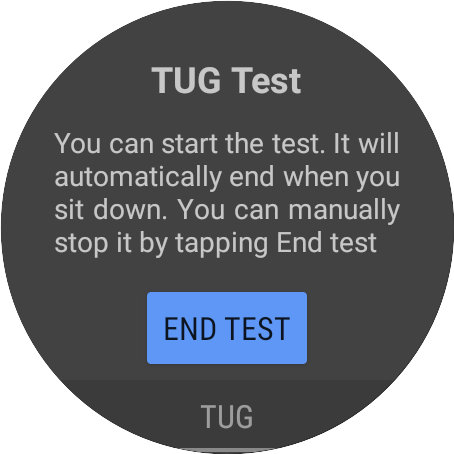 TUG Test
You can start the test. It will
automatically end when you
sit down. You can manually
stop it by tapping End test
END TEST
TUG